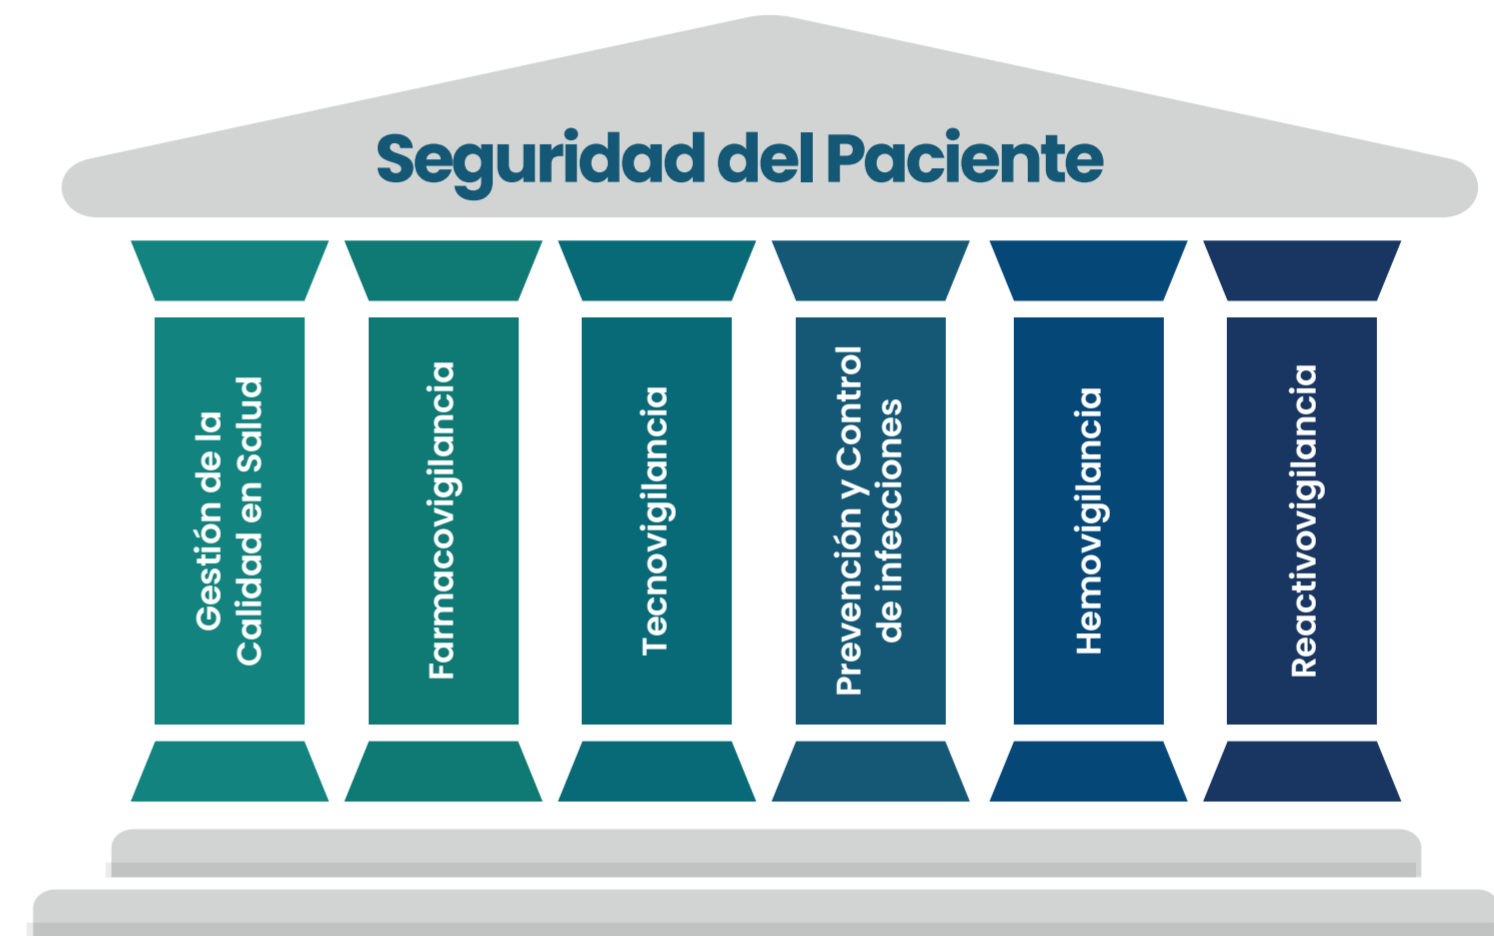 Seguridad del Paciente
Gestión de la
Calidad en Salud
Farmacovigilancia
Tecnovigilancia
Prevención y Control
de infecciones
Hemovigilancia
Reactivovigilancia